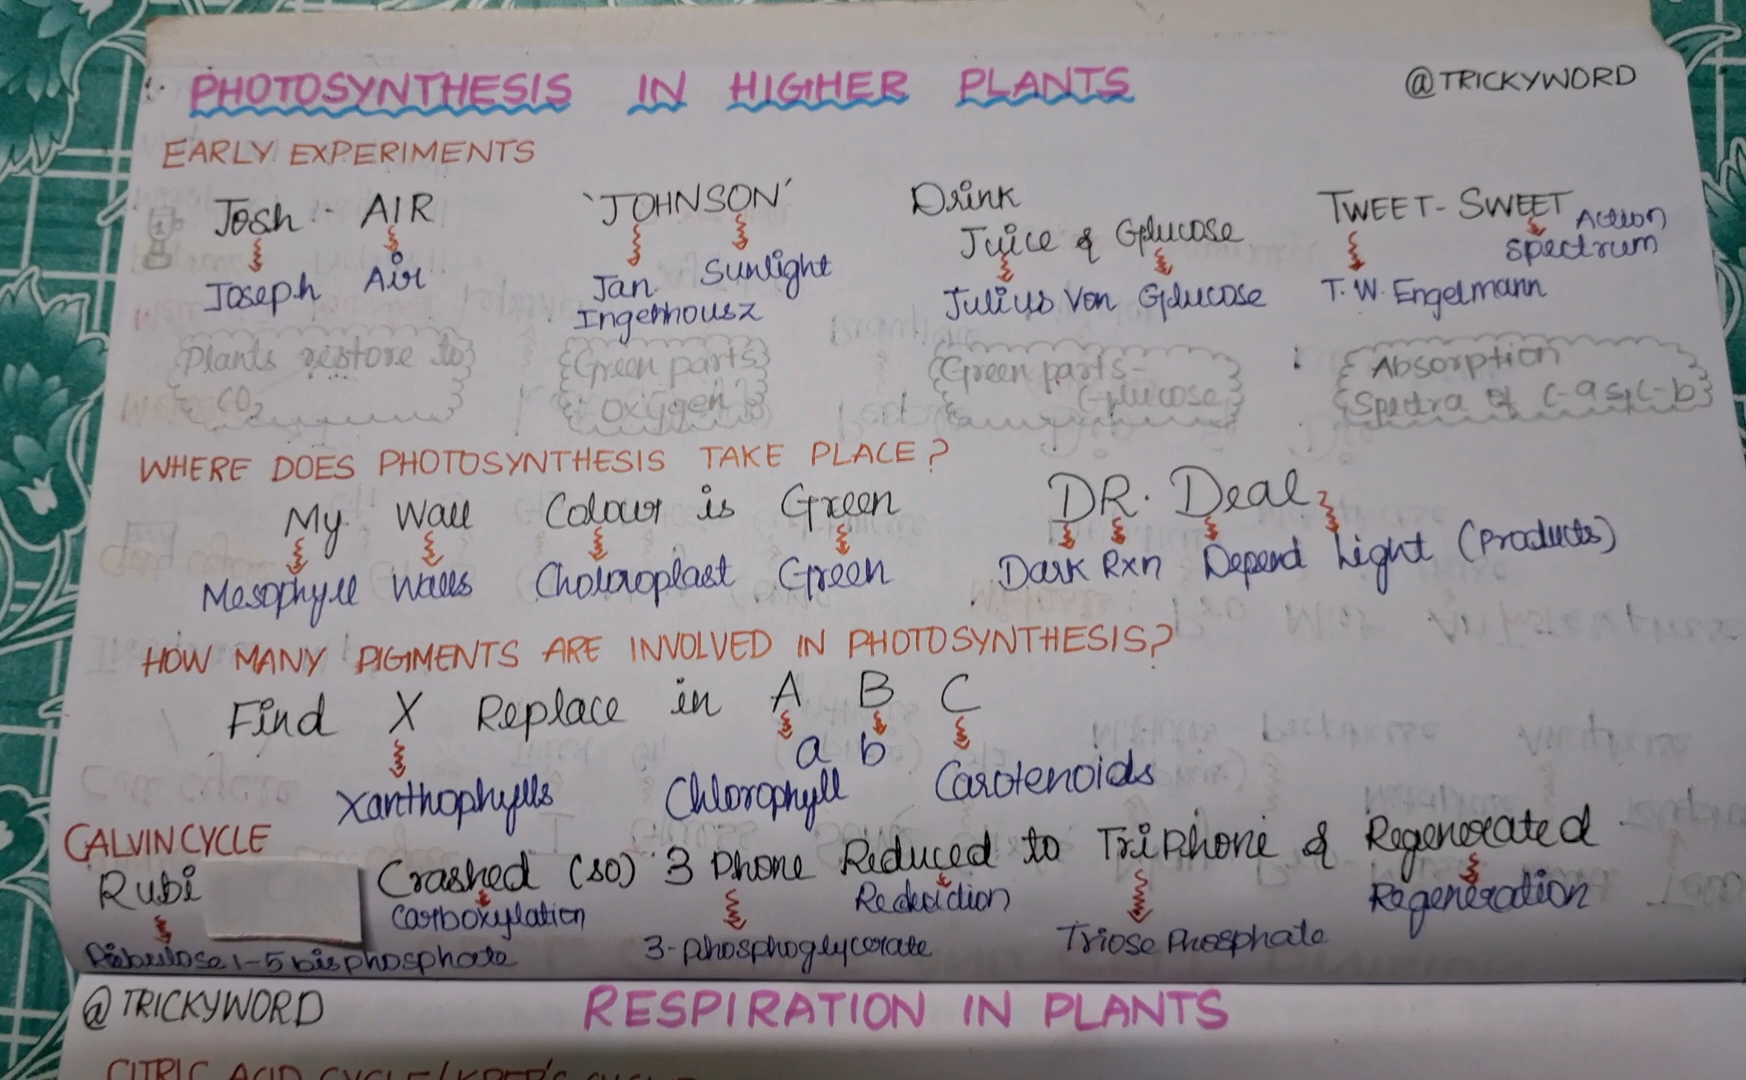 PHOTOSYNTHESIS IN HIGHER PLANTS
@TRICKYWORD
EARLY EXPERIMENTS
Josh :- AIR
Joseph Air
Plants restore to
CO2
'JOHNSON'
Jan Sunlight
Ingenhousz
Green parts
oxygen
Drink
Juice & Glucose
Julius Von Glucose
Green parts-
Glucose
TWEET- SWEET
Action
Spectrum
T. W. Engelmann
Absorption
Spectra of C-a & C-b
WHERE DOES PHOTOSYNTHESIS TAKE PLACE?
My Wall Colour is Green
Mesophyll Walls Choloroplast Green
DR. Deal
Dark Rxn Depend Light (Products)
HOW MANY PIGMENTS ARE INVOLVED IN PHOTOSYNTHESIS?
Find X Replace in A B C
a b
Xanthophylls Chlorophyll Carotenoids
CALVIN CYCLE
Rubi Crashed (so) 3 Phone Reduced to TriPhone & Regenerated
Carboxylation Reduidion Regeneration
Ribulose 1-5 bisphosphate 3-phosphoglycerate Triose Phosphate
@TRICKYWORD
RESPIRATION IN PLANTS
CITRIC ACID CYCLE/